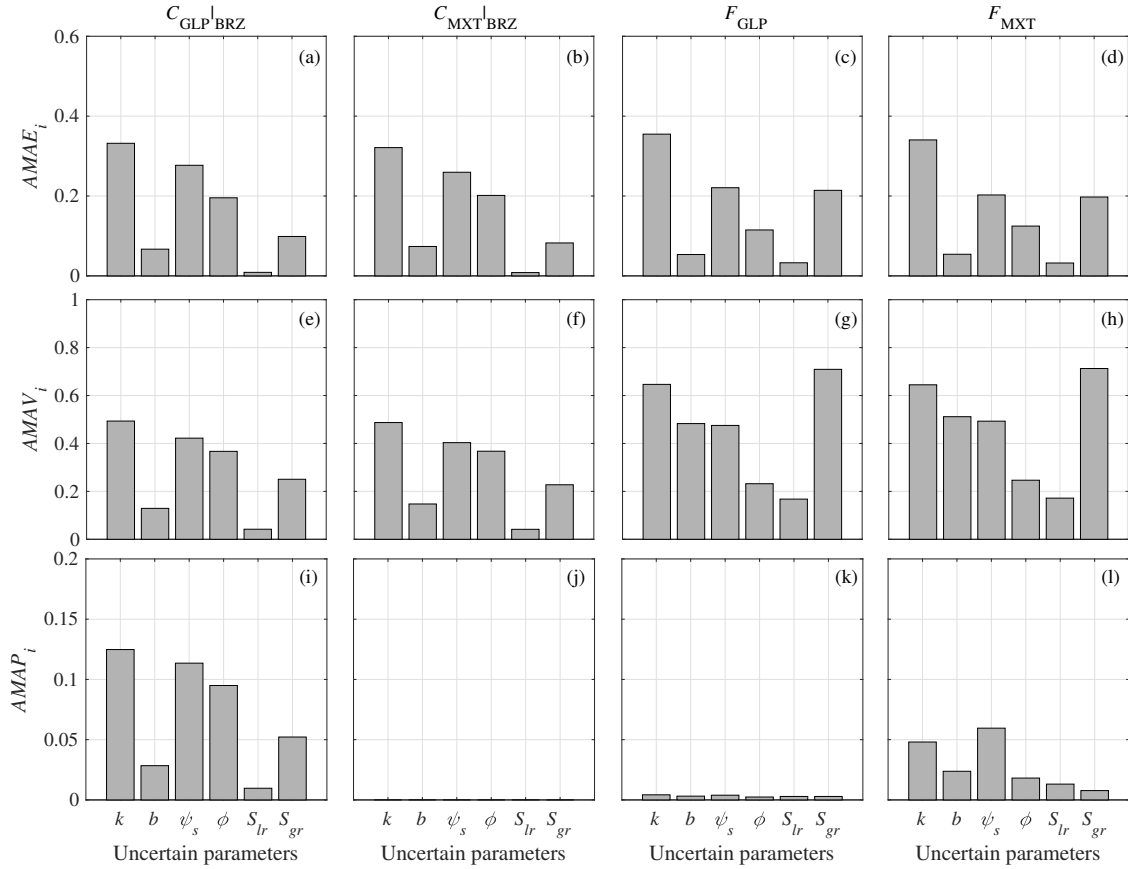 C_GLP|_BRZ C_MXT|_BRZ F_GLP F_MXT
0.6 (a) (b) (c) (d)
0.4
AMAE_i
0.2
0
1 (e) (f) (g) (h)
0.8
0.6
AMAV_i
0.4
0.2
0
0.2 (i) (j) (k) (l)
0.15
0.1
AMAP_i
0.05
0
k b ψ_s ϕ S_lr S_gr k b ψ_s ϕ S_lr S_gr k b ψ_s ϕ S_lr S_gr k b ψ_s ϕ S_lr S_gr
Uncertain parameters Uncertain parameters Uncertain parameters Uncertain parameters